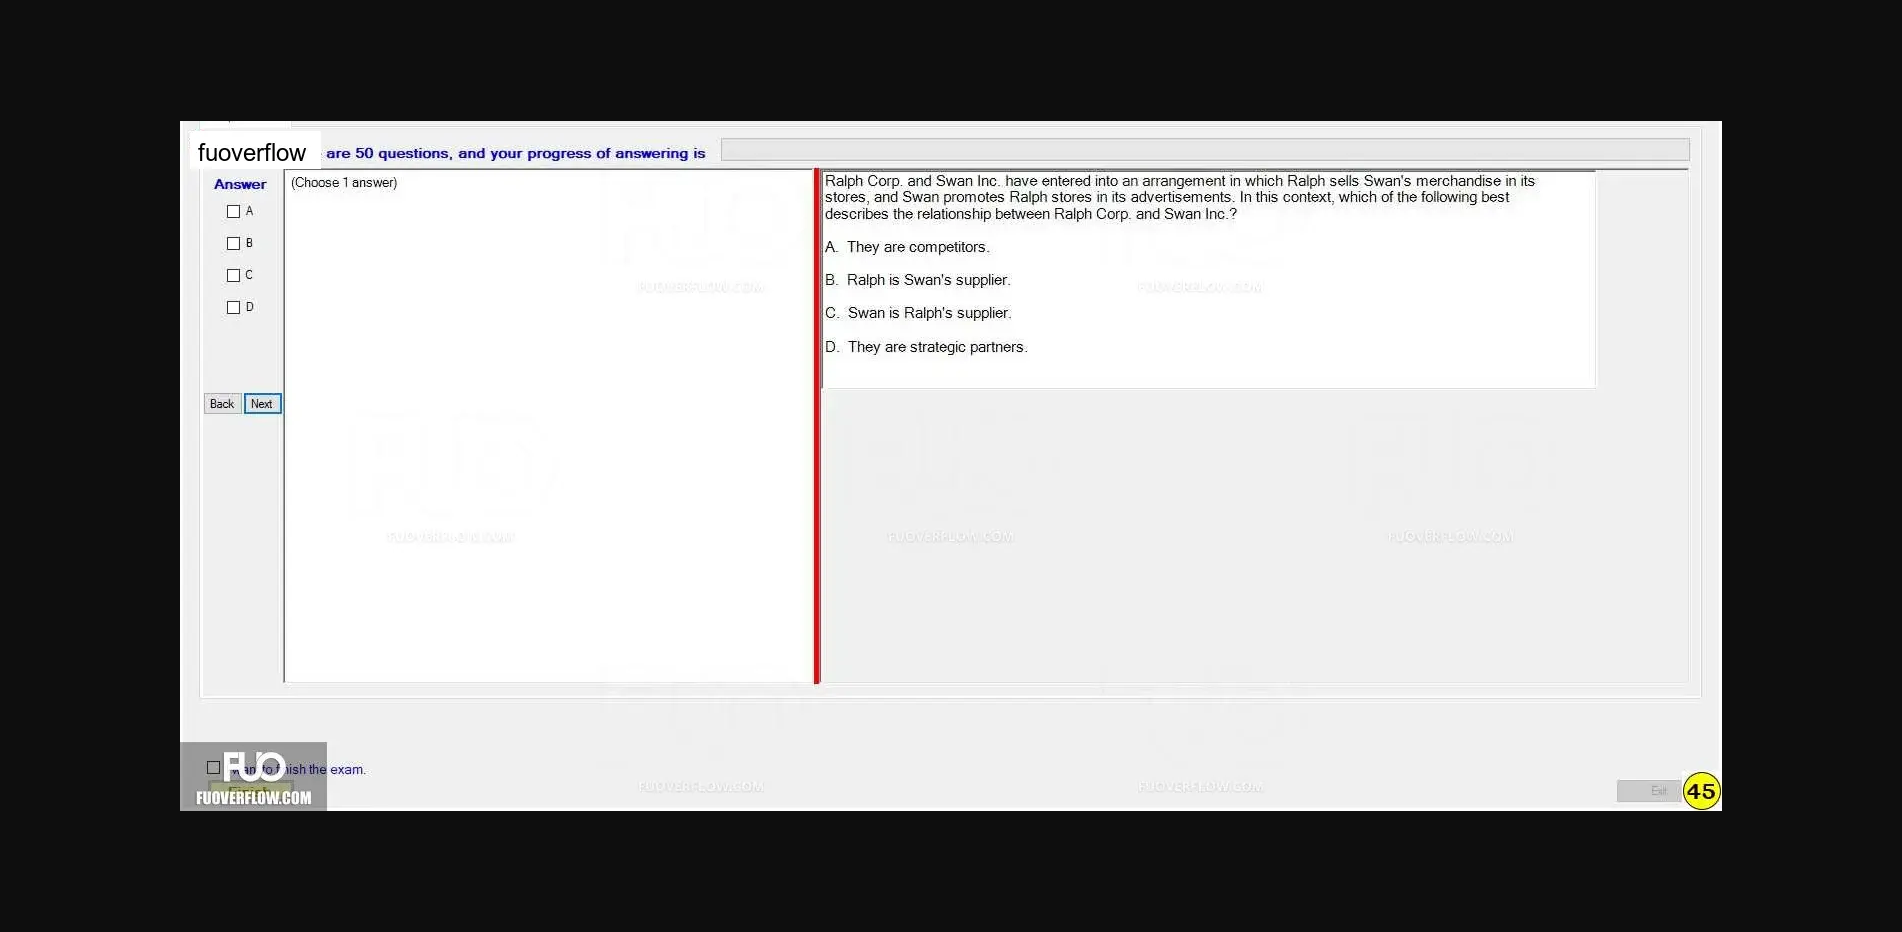 fuoverflow are 50 questions, and your progress of answering is
Answer
(Choose 1 answer)
A
B
C
D
Back Next
Ralph Corp. and Swan Inc. have entered into an arrangement in which Ralph sells Swan's merchandise in its
stores, and Swan promotes Ralph stores in its advertisements. In this context, which of the following best
describes the relationship between Ralph Corp. and Swan Inc.?
A. They are competitors.
B. Ralph is Swan's supplier.
C. Swan is Ralph's supplier.
D. They are strategic partners.
FUOVERFLOW.COM FUOVERFLOW.COM
FUOVERFLOW.COM FUOVERFLOW.COM FUOVERFLOW.COM
FUO
want to finish the exam.
Finish
FUOVERFLOW.COM
FUOVERFLOW.COM FUOVERFLOW.COM
Exit 45